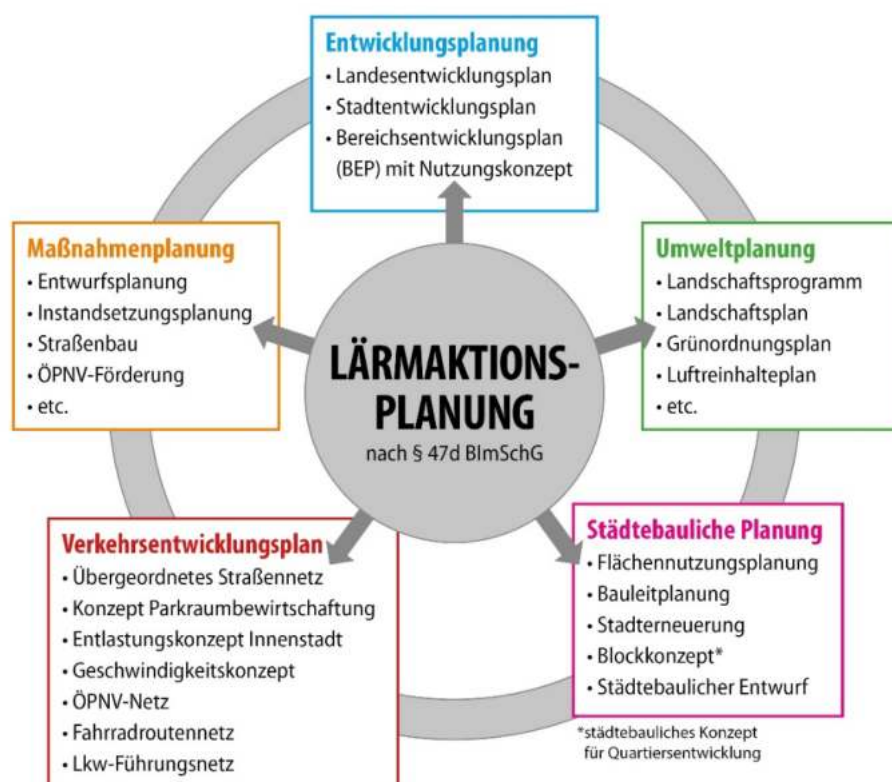 Entwicklungsplanung
• Landesentwicklungsplan
• Stadtentwicklungsplan
• Bereichsentwicklungsplan
(BEP) mit Nutzungskonzept
Maßnahmenplanung
• Entwurfsplanung
• Instandsetzungsplanung
• Straßenbau
• ÖPNV-Förderung
• etc.
Umweltplanung
• Landschaftsprogramm
• Landschaftsplan
• Grünordnungsplan
• Luftreinhalteplan
• etc.
LÄRMAKTIONS-
PLANUNG
nach § 47d BImSchG
Verkehrsentwicklungsplan
• Übergeordnetes Straßennetz
• Konzept Parkraumbewirtschaftung
• Entlastungskonzept Innenstadt
• Geschwindigkeitskonzept
• ÖPNV-Netz
• Fahrradroutennetz
• Lkw-Führungsnetz
Städtebauliche Planung
• Flächennutzungsplanung
• Bauleitplanung
• Stadterneuerung
• Blockkonzept*
• Städtebaulicher Entwurf
*städtebauliches Konzept
für Quartiersentwicklung